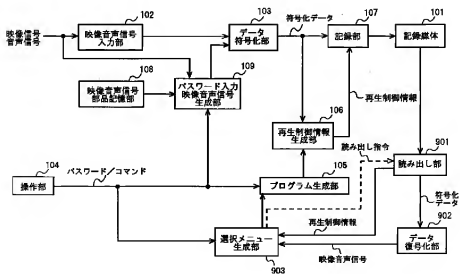 映像信号
音声信号
102
映像音声信号
入力部
103
データ
符号化部
符号化データ
107
記録部
101
記録媒体
108
映像音声信号
部品記憶部
109
パスワード入力
映像音声信号
生成部
106
再生制御情報
生成部
再生制御情報
読み出し指令
901
読み出し部
104
操作部
パスワード/コマンド
105
プログラム生成部
符号化
データ
再生制御情報
902
データ
復号化部
映像音声信号
選択メニュー
生成部
903